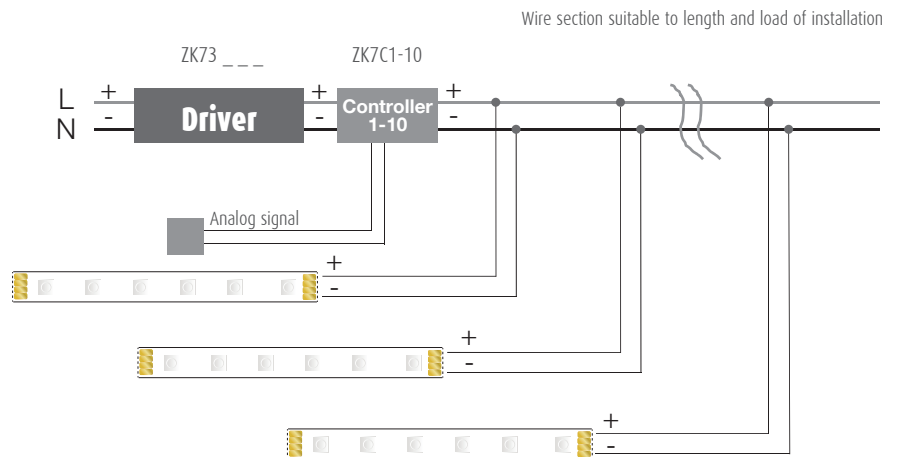 Wire section suitable to length and load of installation
ZK73 _ _ _
ZK7C1-10
L + Driver + Controller +
N - - 1-10 -
Analog signal
+
-
+
-
+
-